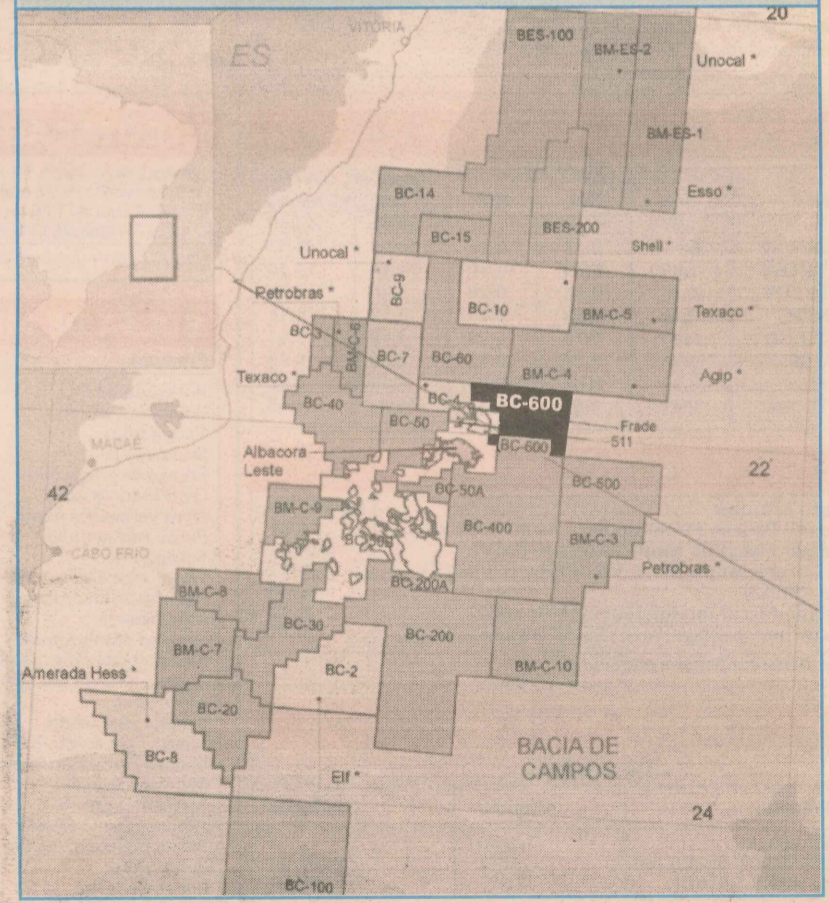 20
VITÓRIA
ES
BES-100
BM-ES-2
Unocal *
BM-ES-1
Esso *
BC-14
BC-15
BES-200
Shell *
Unocal *
BC-9
Petrobras *
BC-10
BM-C-5
Texaco *
BC-3
BM-C-6
BC-7
BC-60
BM-C-4
Agip *
Texaco *
BC-40
BC-4
BC-600
BC-50
Frade
511
BC-600
MACAÉ
Albacora
Leste
22
42
BC-50A
BC-500
BM-C-9
BC-400
BM-C-3
CABO FRIO
Petrobras *
BC-200A
BM-C-8
BC-30
BC-200
BM-C-7
BC-2
BM-C-10
Amerada Hess *
BC-20
BC-8
BACIA DE
CAMPOS
Elf *
24
BC-100